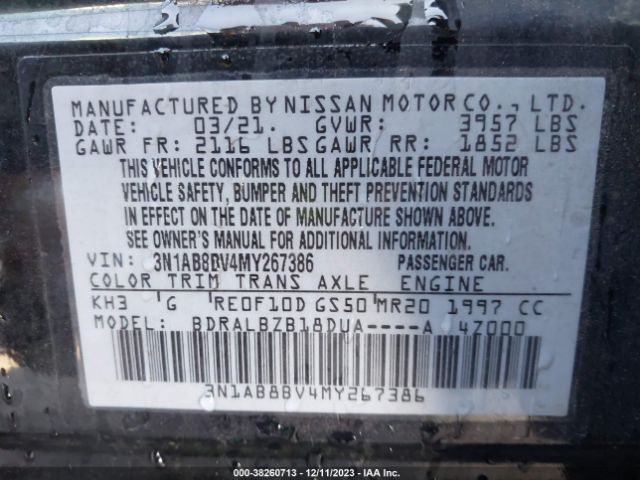 MANUFACTURED BY NISSAN MOTOR CO., LTD.
DATE: 03/21. GVWR: 3957 LBS
GAWR FR: 2116 LBS GAWR RR: 1852 LBS
THIS VEHICLE CONFORMS TO ALL APPLICABLE FEDERAL MOTOR
VEHICLE SAFETY, BUMPER AND THEFT PREVENTION STANDARDS
IN EFFECT ON THE DATE OF MANUFACTURE SHOWN ABOVE.
SEE OWNER'S MANUAL FOR ADDITIONAL INFORMATION.
VIN: 3N1AB8BV4MY267386 PASSENGER CAR.
COLOR TRIM TRANS AXLE ENGINE
KH3 G RE0F10D GS50 MR20 1997 CC
MODEL: BDRALBZB18DUA----A 4Z000
3N1AB8BV4MY267386
000-38260713 - 12/11/2023 - IAA Inc.